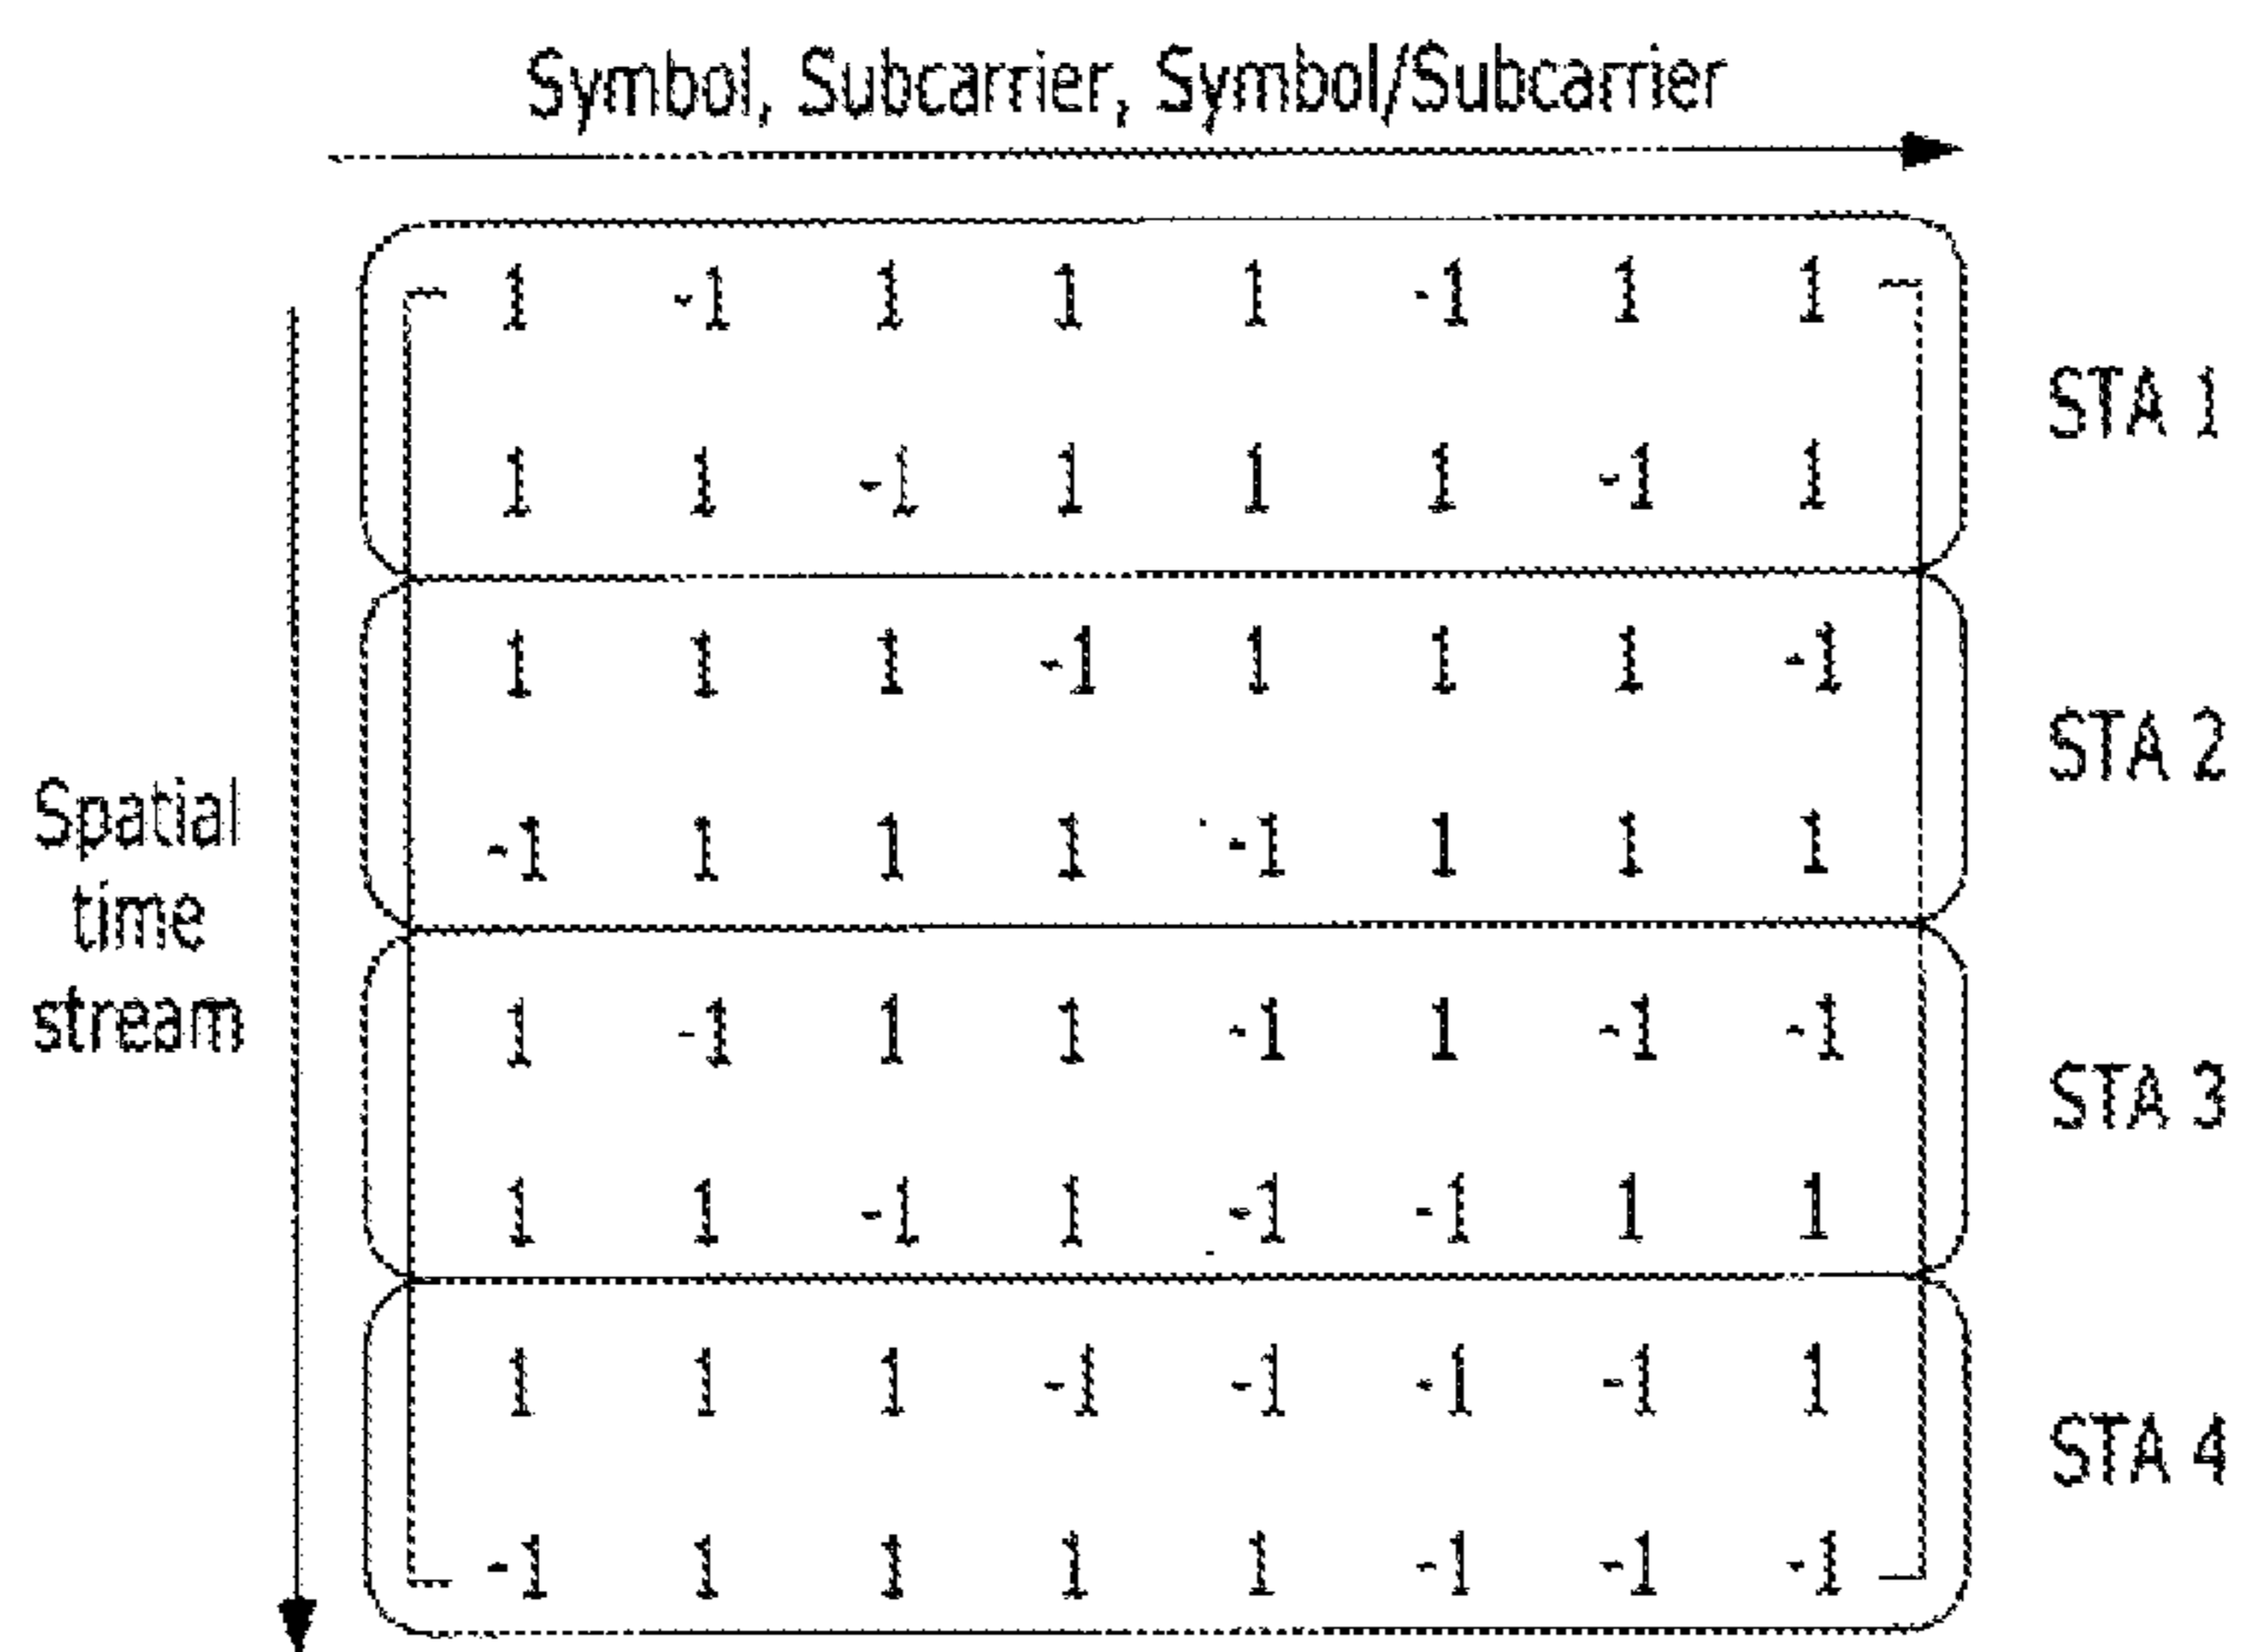 Symbol, Subcarrier, Symbol/Subcarrier
1 -1 1 1 1 -1 1 1
STA 1
1 1 -1 1 1 1 -1 1
1 1 1 -1 1 1 1 -1
STA 2
Spatial
time
stream
-1 1 1 1 -1 1 1 1
1 -1 1 1 -1 1 -1 -1
STA 3
1 1 -1 1 -1 -1 1 1
1 1 1 -1 -1 -1 -1 1
STA 4
-1 1 1 1 1 -1 -1 -1